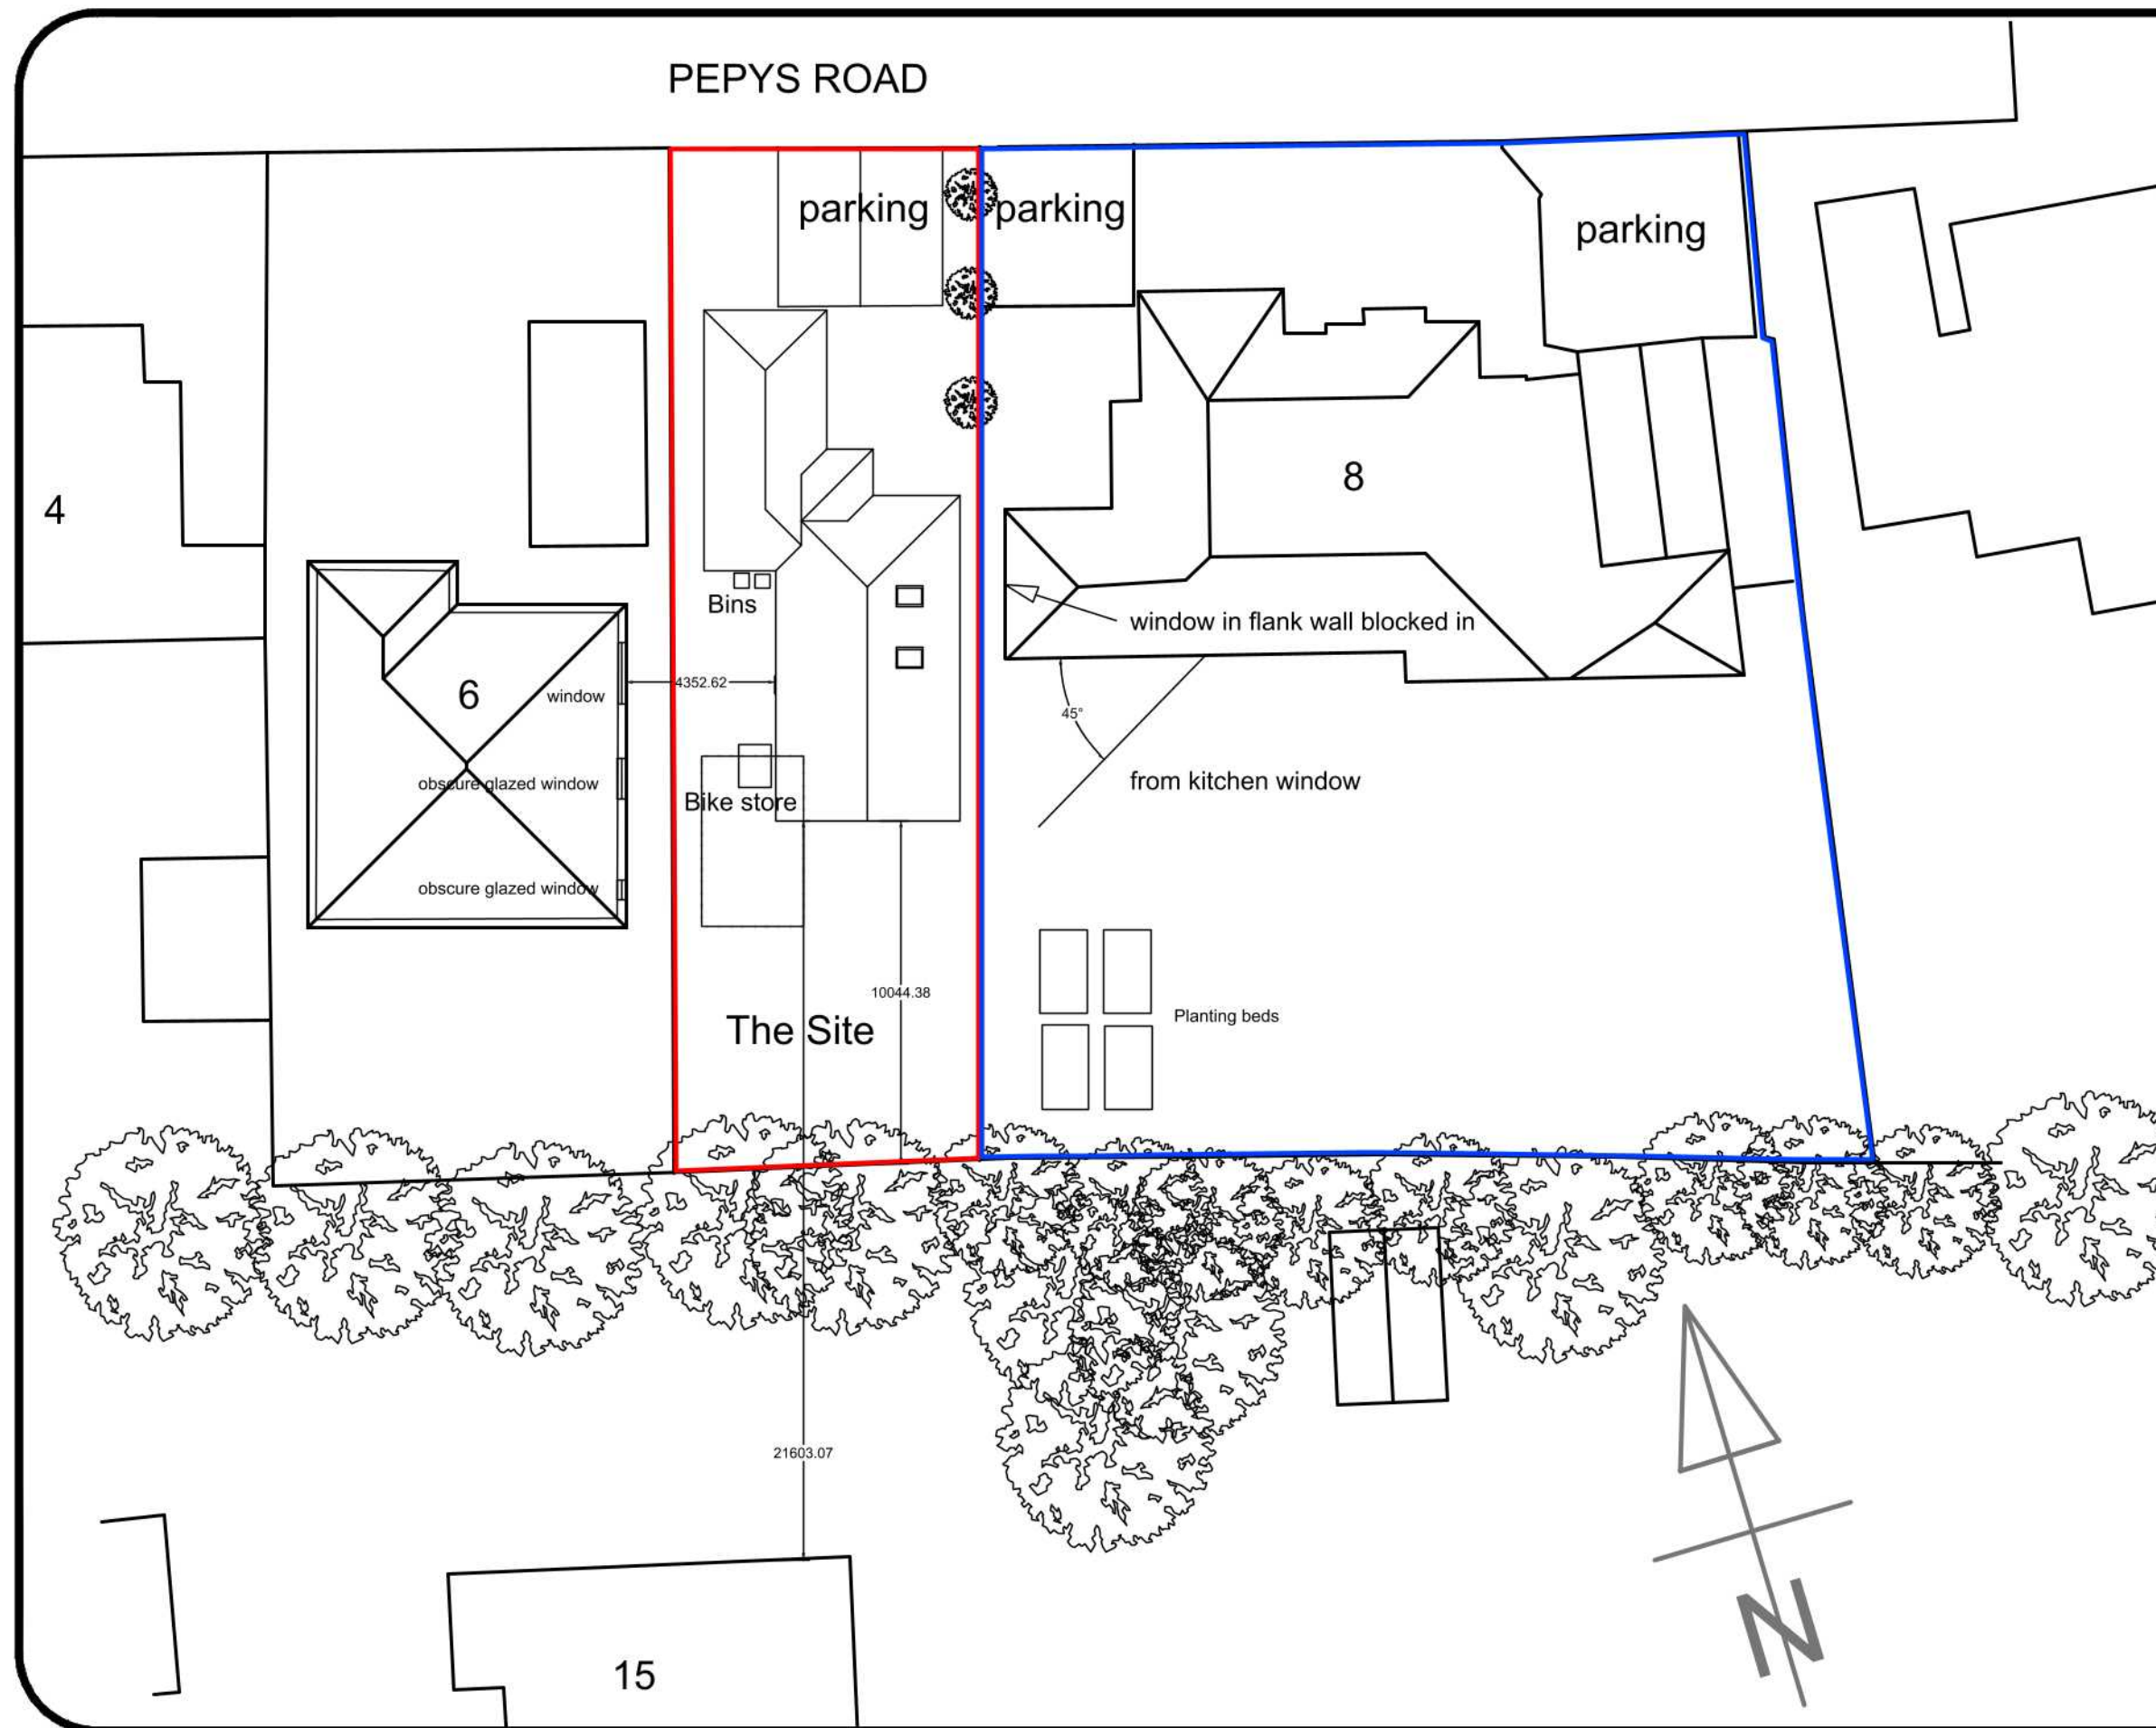 PEPYS ROAD
parking
parking
parking
8
4
Bins
window in flank wall blocked in
6
window
4352.62
45°
obscure glazed window
Bike store
from kitchen window
obscure glazed window
10044.38
Planting beds
The Site
21603.07
N
15